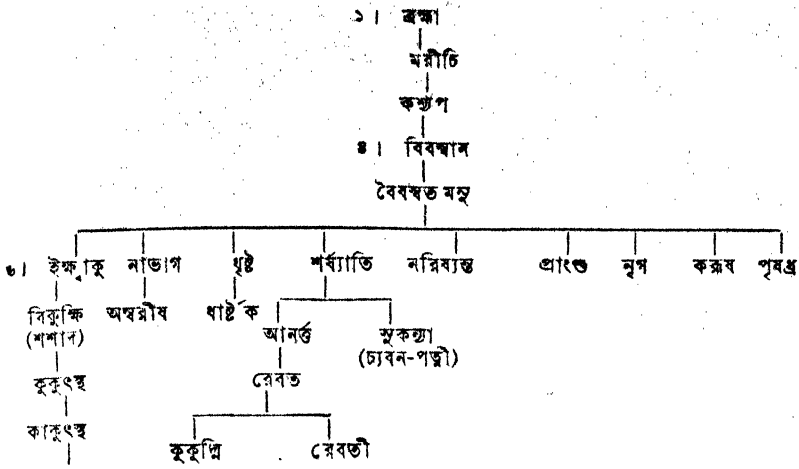 ১। ব্রহ্মা
মরীচি
কশ্যপ
৪। বিবস্বান
বৈবস্বত মনু
৬। ইক্ষ্বাকু নাভাগ ধৃষ্ট শর্য্যাতি নরিষ্যন্ত প্রাংশু নৃগ করূষ পৃষধ্র
বিকুক্ষি অম্বরীষ ধার্ষ্টক আনর্ত্ত সুকন্যা
(শশাদ) (চ্যবন-পত্নী)
কুকুৎস্থ রেবত
কাকুৎস্থ
কুকুদ্মি রেবতী